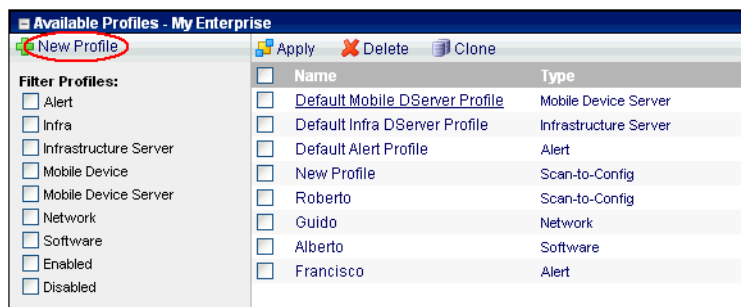 Available Profiles - My Enterprise
New Profile
Apply Delete Clone
Filter Profiles:
Alert
Infra
Infrastructure Server
Mobile Device
Mobile Device Server
Network
Software
Enabled
Disabled
Name Type
Default Mobile DServer Profile Mobile Device Server
Default Infra DServer Profile Infrastructure Server
Default Alert Profile Alert
New Profile Scan-to-Config
Roberto Scan-to-Config
Guido Network
Alberto Software
Francisco Alert